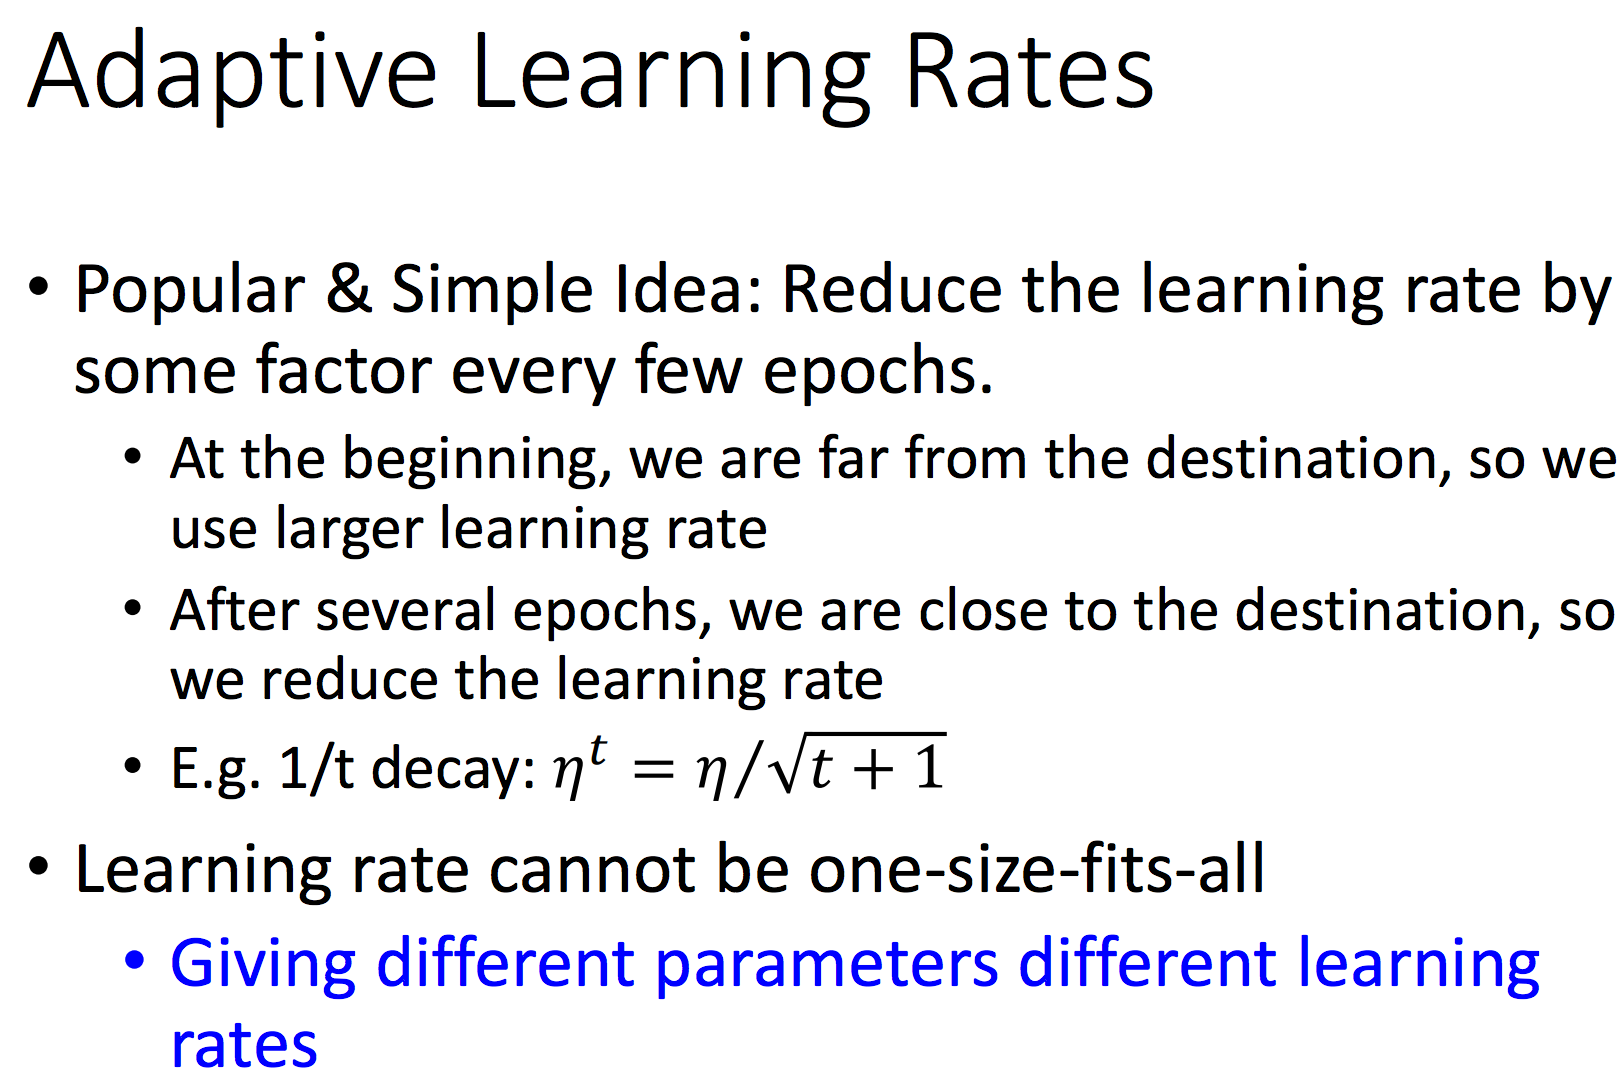 Adaptive Learning Rates
• Popular & Simple Idea: Reduce the learning rate by
some factor every few epochs.
• At the beginning, we are far from the destination, so we
use larger learning rate
• After several epochs, we are close to the destination, so
we reduce the learning rate
• E.g. 1/t decay: ηᵗ = η/√(t + 1)
• Learning rate cannot be one-size-fits-all
• Giving different parameters different learning
rates